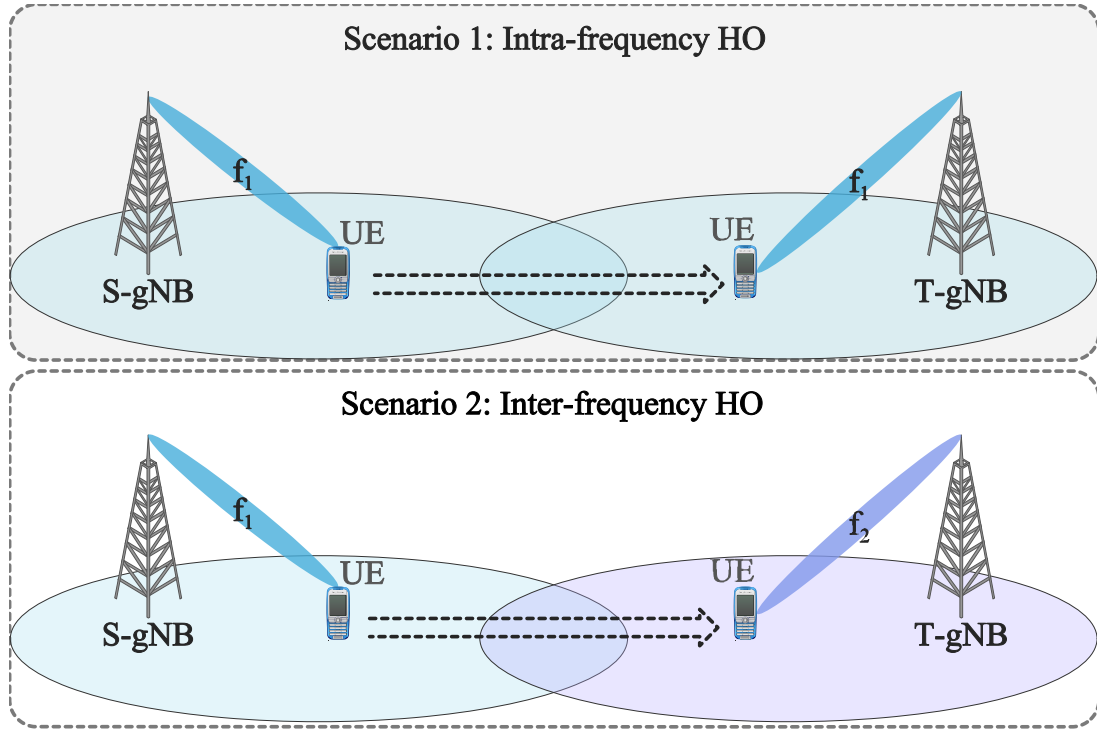 Scenario 1: Intra-frequency HO
f₁
f₁
UE
UE
S-gNB
T-gNB
Scenario 2: Inter-frequency HO
f₁
f₂
UE
UE
S-gNB
T-gNB